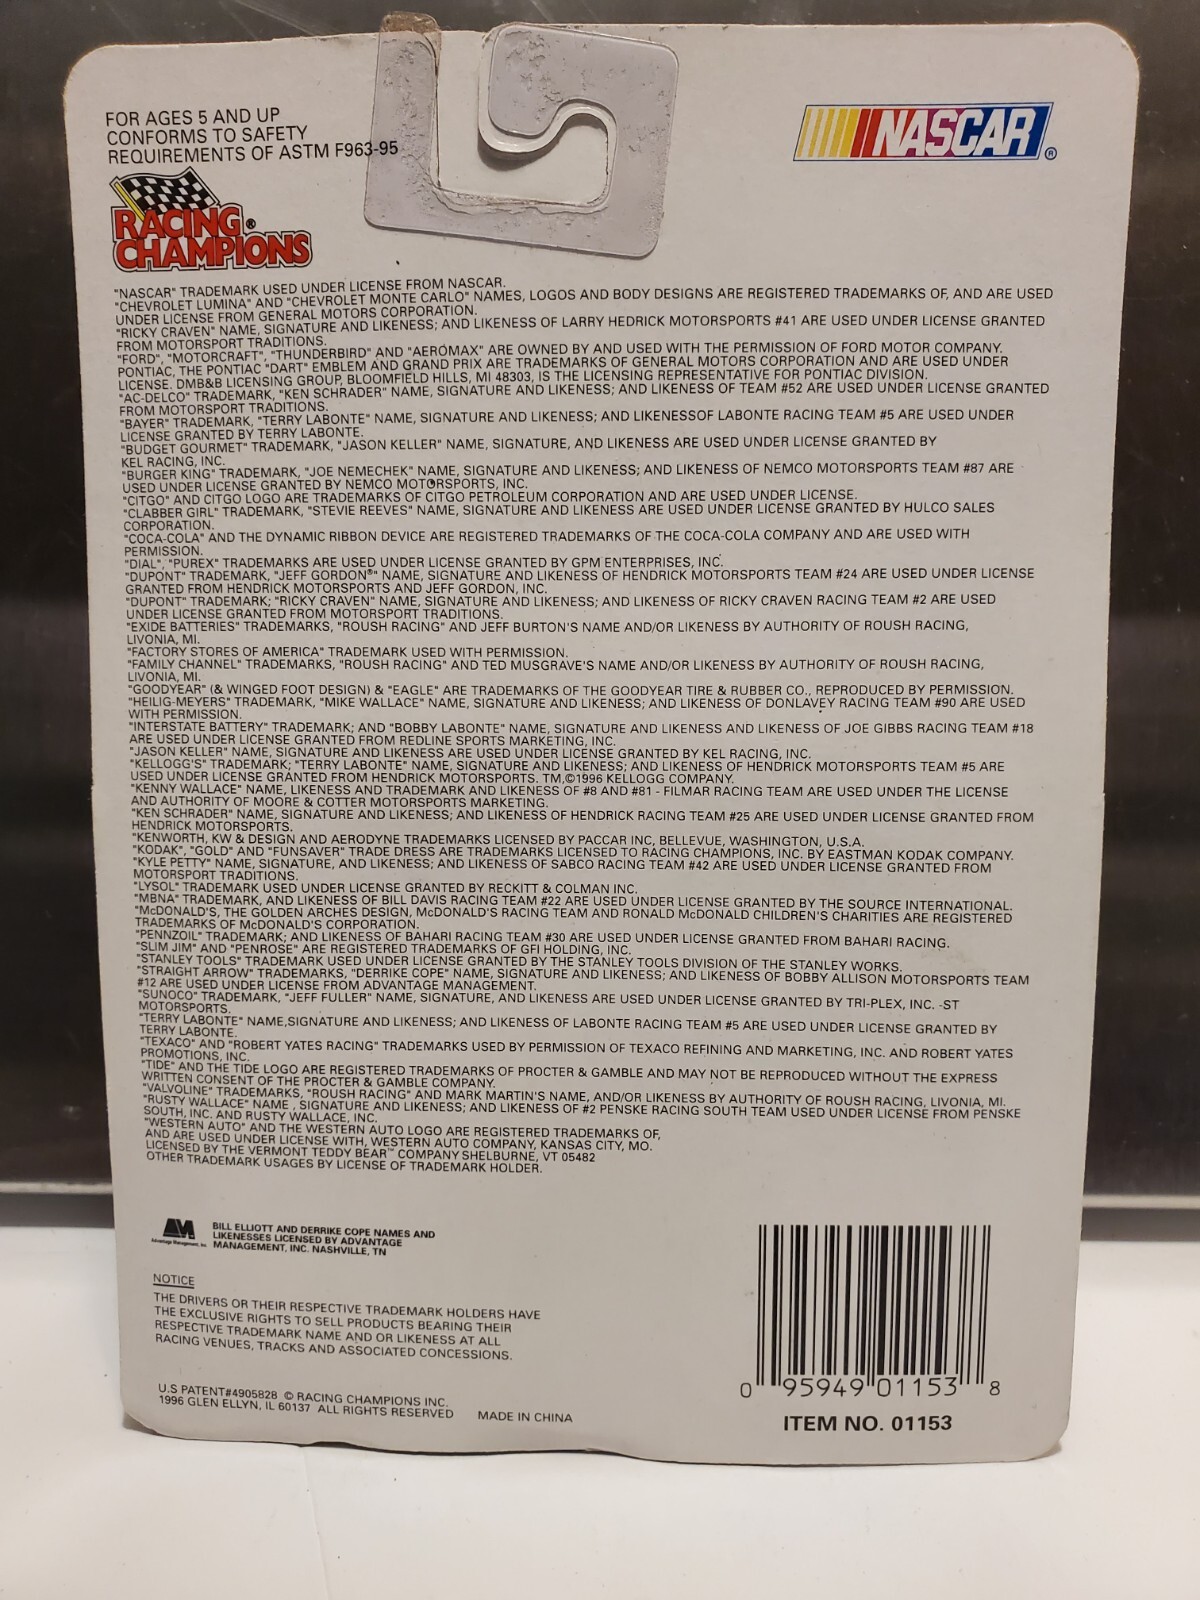 FOR AGES 5 AND UP
CONFORMS TO SAFETY
REQUIREMENTS OF ASTM F963-95
NASCAR®
RACING®
CHAMPIONS
"NASCAR" TRADEMARK USED UNDER LICENSE FROM NASCAR.
"CHEVROLET LUMINA" AND "CHEVROLET MONTE CARLO" NAMES, LOGOS AND BODY DESIGNS ARE REGISTERED TRADEMARKS OF, AND ARE USED
UNDER LICENSE FROM GENERAL MOTORS CORPORATION.
"RICKY CRAVEN" NAME, SIGNATURE AND LIKENESS; AND LIKENESS OF LARRY HEDRICK MOTORSPORTS #41 ARE USED UNDER LICENSE GRANTED
FROM MOTORSPORT TRADITIONS.
"FORD", "MOTORCRAFT", "THUNDERBIRD" AND "AEROMAX" ARE OWNED BY AND USED WITH THE PERMISSION OF FORD MOTOR COMPANY.
PONTIAC, THE PONTIAC "DART" EMBLEM AND GRAND PRIX ARE TRADEMARKS OF GENERAL MOTORS CORPORATION AND ARE USED UNDER
LICENSE. DMB&B LICENSING GROUP, BLOOMFIELD HILLS, MI 48303, IS THE LICENSING REPRESENTATIVE FOR PONTIAC DIVISION.
"AC-DELCO" TRADEMARK, "KEN SCHRADER" NAME, SIGNATURE AND LIKENESS; AND LIKENESS OF TEAM #52 ARE USED UNDER LICENSE GRANTED
FROM MOTORSPORT TRADITIONS.
"BAYER" TRADEMARK, "TERRY LABONTE" NAME, SIGNATURE AND LIKENESS; AND LIKENESSOF LABONTE RACING TEAM #5 ARE USED UNDER
LICENSE GRANTED BY TERRY LABONTE.
"BUDGET GOURMET" TRADEMARK, "JASON KELLER" NAME, SIGNATURE, AND LIKENESS ARE USED UNDER LICENSE GRANTED BY
KEL RACING, INC.
"BURGER KING" TRADEMARK, "JOE NEMECHEK" NAME, SIGNATURE AND LIKENESS; AND LIKENESS OF NEMCO MOTORSPORTS TEAM #87 ARE
USED UNDER LICENSE GRANTED BY NEMCO MOTORSPORTS, INC.
"CITGO" AND CITGO LOGO ARE TRADEMARKS OF CITGO PETROLEUM CORPORATION AND ARE USED UNDER LICENSE.
"CLABBER GIRL" TRADEMARK, "STEVIE REEVES" NAME, SIGNATURE AND LIKENESS ARE USED UNDER LICENSE GRANTED BY HULCO SALES
CORPORATION.
"COCA-COLA" AND THE DYNAMIC RIBBON DEVICE ARE REGISTERED TRADEMARKS OF THE COCA-COLA COMPANY AND ARE USED WITH
PERMISSION.
"DIAL", "PUREX" TRADEMARKS ARE USED UNDER LICENSE GRANTED BY GPM ENTERPRISES, INC.
"DUPONT" TRADEMARK, "JEFF GORDON®" NAME, SIGNATURE AND LIKENESS OF HENDRICK MOTORSPORTS TEAM #24 ARE USED UNDER LICENSE
GRANTED FROM HENDRICK MOTORSPORTS AND JEFF GORDON, INC.
"DUPONT" TRADEMARK; "RICKY CRAVEN" NAME, SIGNATURE AND LIKENESS; AND LIKENESS OF RICKY CRAVEN RACING TEAM #2 ARE USED
UNDER LICENSE GRANTED FROM MOTORSPORT TRADITIONS.
"EXIDE BATTERIES" TRADEMARKS, "ROUSH RACING" AND JEFF BURTON'S NAME AND/OR LIKENESS BY AUTHORITY OF ROUSH RACING,
LIVONIA, MI.
"FACTORY STORES OF AMERICA" TRADEMARK USED WITH PERMISSION.
"FAMILY CHANNEL" TRADEMARKS, "ROUSH RACING" AND TED MUSGRAVE'S NAME AND/OR LIKENESS BY AUTHORITY OF ROUSH RACING,
LIVONIA, MI.
"GOODYEAR" (& WINGED FOOT DESIGN) & "EAGLE" ARE TRADEMARKS OF THE GOODYEAR TIRE & RUBBER CO., REPRODUCED BY PERMISSION.
"HEILIG-MEYERS" TRADEMARK, "MIKE WALLACE" NAME, SIGNATURE AND LIKENESS; AND LIKENESS OF DONLAVEY RACING TEAM #90 ARE USED
WITH PERMISSION.
"INTERSTATE BATTERY" TRADEMARK; AND "BOBBY LABONTE" NAME, SIGNATURE AND LIKENESS AND LIKENESS OF JOE GIBBS RACING TEAM #18
ARE USED UNDER LICENSE GRANTED FROM REDLINE SPORTS MARKETING, INC.
"JASON KELLER" NAME, SIGNATURE AND LIKENESS ARE USED UNDER LICENSE GRANTED BY KEL RACING, INC.
"KELLOGG'S" TRADEMARK; "TERRY LABONTE" NAME, SIGNATURE AND LIKENESS; AND LIKENESS OF HENDRICK MOTORSPORTS TEAM #5 ARE
USED UNDER LICENSE GRANTED FROM HENDRICK MOTORSPORTS. TM,©1996 KELLOGG COMPANY.
"KENNY WALLACE" NAME, LIKENESS AND TRADEMARK AND LIKENESS OF #8 AND #81 - FILMAR RACING TEAM ARE USED UNDER THE LICENSE
AND AUTHORITY OF MOORE & COTTER MOTORSPORTS MARKETING.
"KEN SCHRADER" NAME, SIGNATURE AND LIKENESS; AND LIKENESS OF HENDRICK RACING TEAM #25 ARE USED UNDER LICENSE GRANTED FROM
HENDRICK MOTORSPORTS.
"KENWORTH, KW & DESIGN AND AERODYNE TRADEMARKS LICENSED BY PACCAR INC, BELLEVUE, WASHINGTON, U.S.A.
"KODAK", "GOLD" AND "FUNSAVER" TRADE DRESS ARE TRADEMARKS LICENSED TO RACING CHAMPIONS, INC. BY EASTMAN KODAK COMPANY.
"KYLE PETTY" NAME, SIGNATURE, AND LIKENESS; AND LIKENESS OF SABCO RACING TEAM #42 ARE USED UNDER LICENSE GRANTED FROM
MOTORSPORT TRADITIONS.
"LYSOL" TRADEMARK USED UNDER LICENSE GRANTED BY RECKITT & COLMAN INC.
"MBNA" TRADEMARK, AND LIKENESS OF BILL DAVIS RACING TEAM #22 ARE USED UNDER LICENSE GRANTED BY THE SOURCE INTERNATIONAL.
"McDONALD'S, THE GOLDEN ARCHES DESIGN, McDONALD'S RACING TEAM AND RONALD McDONALD CHILDREN'S CHARITIES ARE REGISTERED
TRADEMARKS OF McDONALD'S CORPORATION.
"PENNZOIL" TRADEMARK; AND LIKENESS OF BAHARI RACING TEAM #30 ARE USED UNDER LICENSE GRANTED FROM BAHARI RACING.
"SLIM JIM" AND "PENROSE" ARE REGISTERED TRADEMARKS OF GFI HOLDING, INC.
"STANLEY TOOLS" TRADEMARK USED UNDER LICENSE GRANTED BY THE STANLEY TOOLS DIVISION OF THE STANLEY WORKS.
"STRAIGHT ARROW" TRADEMARKS, "DERRIKE COPE" NAME, SIGNATURE AND LIKENESS; AND LIKENESS OF BOBBY ALLISON MOTORSPORTS TEAM
#12 ARE USED UNDER LICENSE FROM ADVANTAGE MANAGEMENT.
"SUNOCO" TRADEMARK, "JEFF FULLER" NAME, SIGNATURE, AND LIKENESS ARE USED UNDER LICENSE GRANTED BY TRI-PLEX, INC. -ST
MOTORSPORTS.
"TERRY LABONTE" NAME,SIGNATURE AND LIKENESS; AND LIKENESS OF LABONTE RACING TEAM #5 ARE USED UNDER LICENSE GRANTED BY
TERRY LABONTE.
"TEXACO" AND "ROBERT YATES RACING" TRADEMARKS USED BY PERMISSION OF TEXACO REFINING AND MARKETING, INC. AND ROBERT YATES
PROMOTIONS, INC.
"TIDE" AND THE TIDE LOGO ARE REGISTERED TRADEMARKS OF PROCTER & GAMBLE AND MAY NOT BE REPRODUCED WITHOUT THE EXPRESS
WRITTEN CONSENT OF THE PROCTER & GAMBLE COMPANY.
"VALVOLINE" TRADEMARKS, "ROUSH RACING" AND MARK MARTIN'S NAME, AND/OR LIKENESS BY AUTHORITY OF ROUSH RACING, LIVONIA, MI.
"RUSTY WALLACE" NAME , SIGNATURE AND LIKENESS; AND LIKENESS OF #2 PENSKE RACING SOUTH TEAM USED UNDER LICENSE FROM PENSKE
SOUTH, INC. AND RUSTY WALLACE, INC.
"WESTERN AUTO" AND THE WESTERN AUTO LOGO ARE REGISTERED TRADEMARKS OF,
AND ARE USED UNDER LICENSE WITH, WESTERN AUTO COMPANY, KANSAS CITY, MO.
LICENSED BY THE VERMONT TEDDY BEAR™ COMPANY SHELBURNE, VT 05482
OTHER TRADEMARK USAGES BY LICENSE OF TRADEMARK HOLDER.
AM
Advantage Management, Inc.
BILL ELLIOTT AND DERRIKE COPE NAMES AND
LIKENESSES LICENSED BY ADVANTAGE
MANAGEMENT, INC. NASHVILLE, TN
NOTICE
THE DRIVERS OR THEIR RESPECTIVE TRADEMARK HOLDERS HAVE
THE EXCLUSIVE RIGHTS TO SELL PRODUCTS BEARING THEIR
RESPECTIVE TRADEMARK NAME AND OR LIKENESS AT ALL
RACING VENUES, TRACKS AND ASSOCIATED CONCESSIONS.
U.S PATENT#4905828 © RACING CHAMPIONS INC.
1996 GLEN ELLYN, IL 60137 ALL RIGHTS RESERVED MADE IN CHINA
0 95949 01153 8
ITEM NO. 01153